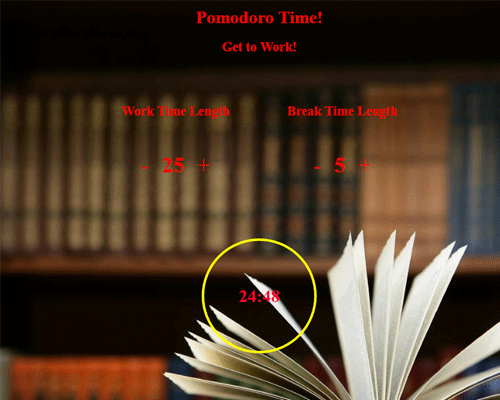 Pomodoro Time!
Get to Work!
Work Time Length Break Time Length
- 25 + - 5 +
24:48